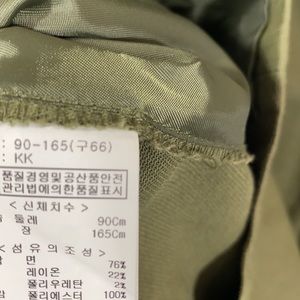 : 90-165(구66)
: KK
품질경영및공산품안전
관리법에의한품질표시
<신체치수>
둘레 90Cm
장 165Cm
<섬유의조성>
면 76%
레이온 22%
폴리우레탄 2%
폴리에스터 100%